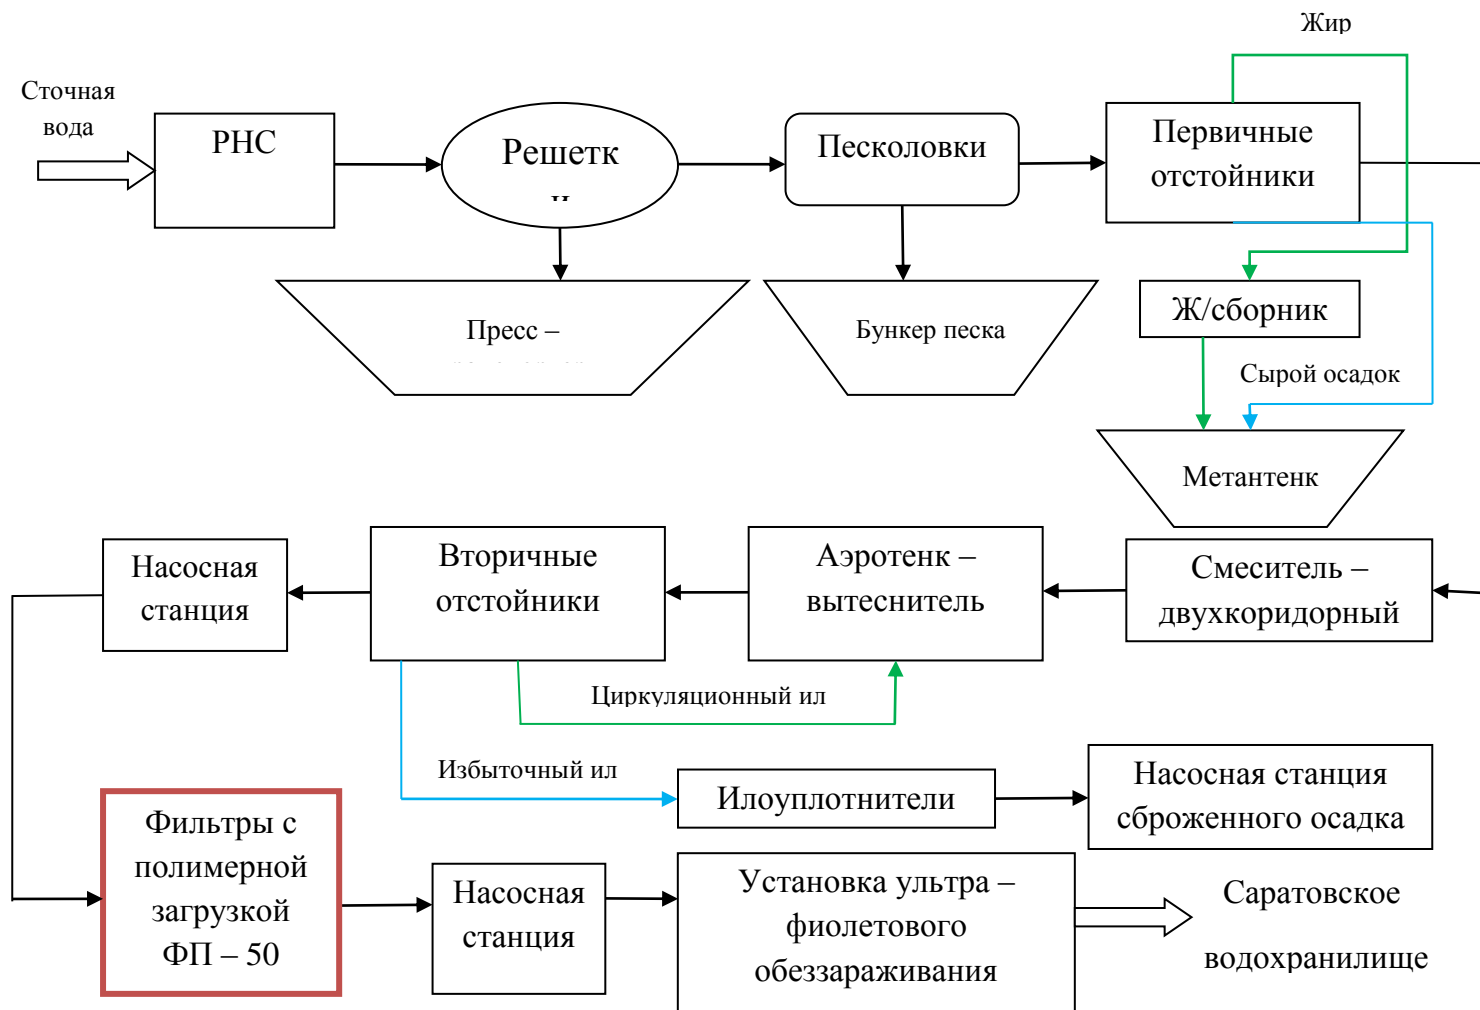 Жир
Сточная
вода
РНС
Решетк
и
Песколовки
Первичные
отстойники
Пресс –
Бункер песка
Ж/сборник
Сырой осадок
Метантенк
Насосная
станция
Вторичные
отстойники
Аэротенк –
вытеснитель
Смеситель –
двухкоридорный
Циркуляционный ил
Избыточный ил
Илоуплотнители
Насосная станция
сброженного осадка
Фильтры с
полимерной
загрузкой
ФП – 50
Насосная
станция
Установка ультра –
фиолетового
обеззараживания
Саратовское
водохранилище